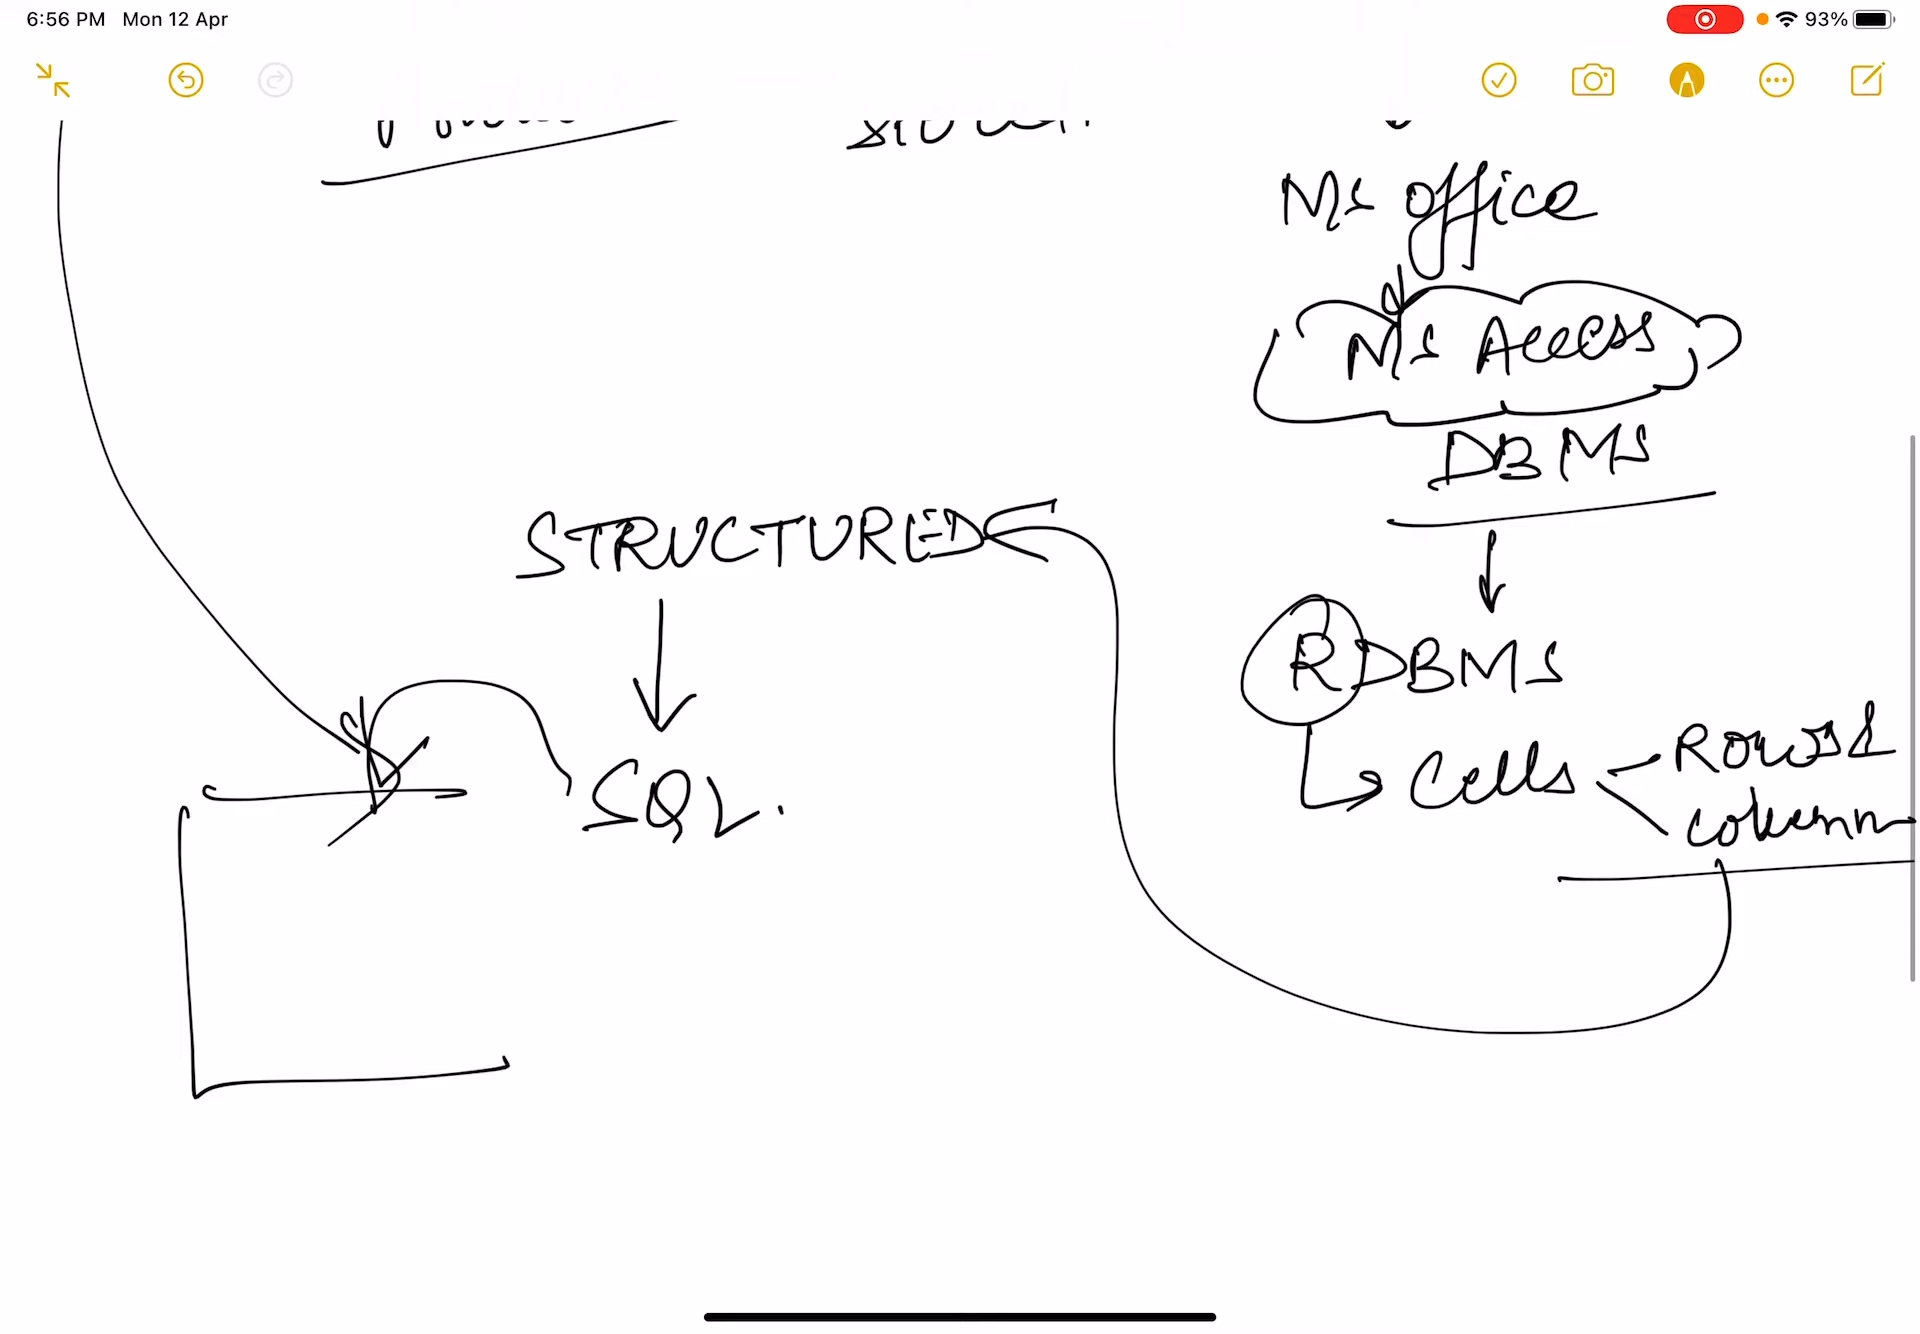 6:56 PM Mon 12 Apr
93%
Ms office
Ms Access
DBMS
STRUCTURED
RDBMS
Cells
Rows &
column
SQL.